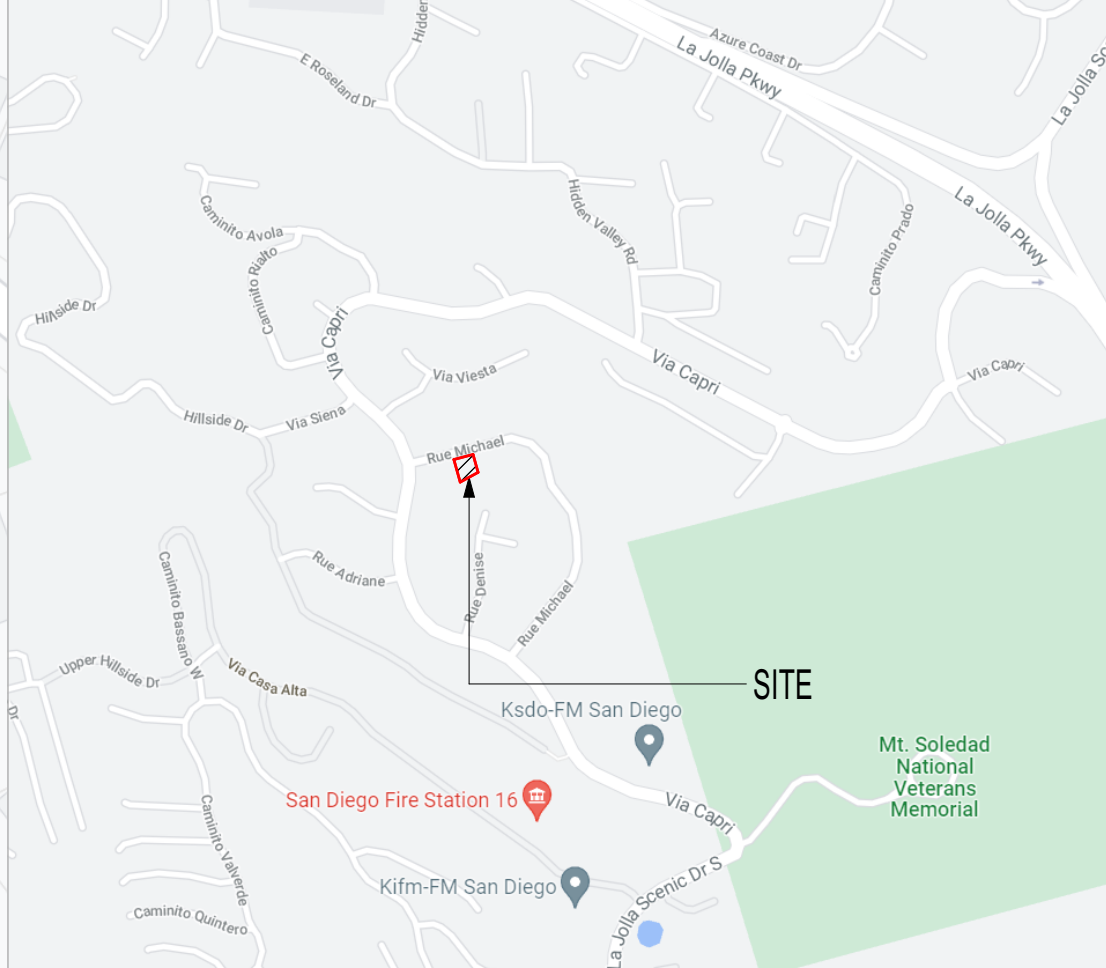 Hidden
Azure Coast Dr
La Jolla Pkwy
E Roseland Dr
La Jolla Sc
Hidden Valley Rd
La Jolla Pkwy
Caminito Prado
Caminito Avola
Caminito Rialto
Hillside Dr
Via Capri
Via Capri
Via Viesta
Via Capri
Hillside Dr
Via Siena
Rue Michael
Rue Adriane
Rue Denise
Rue Michael
Caminito Bassano W
Upper Hillside Dr
Via Casa Alta
SITE
Dr
Ksdo-FM San Diego
Mt. Soledad
National
Veterans
Memorial
San Diego Fire Station 16
Via Capri
Caminito Valverde
Kifm-FM San Diego
La Jolla Scenic Dr S
Caminito Quintero